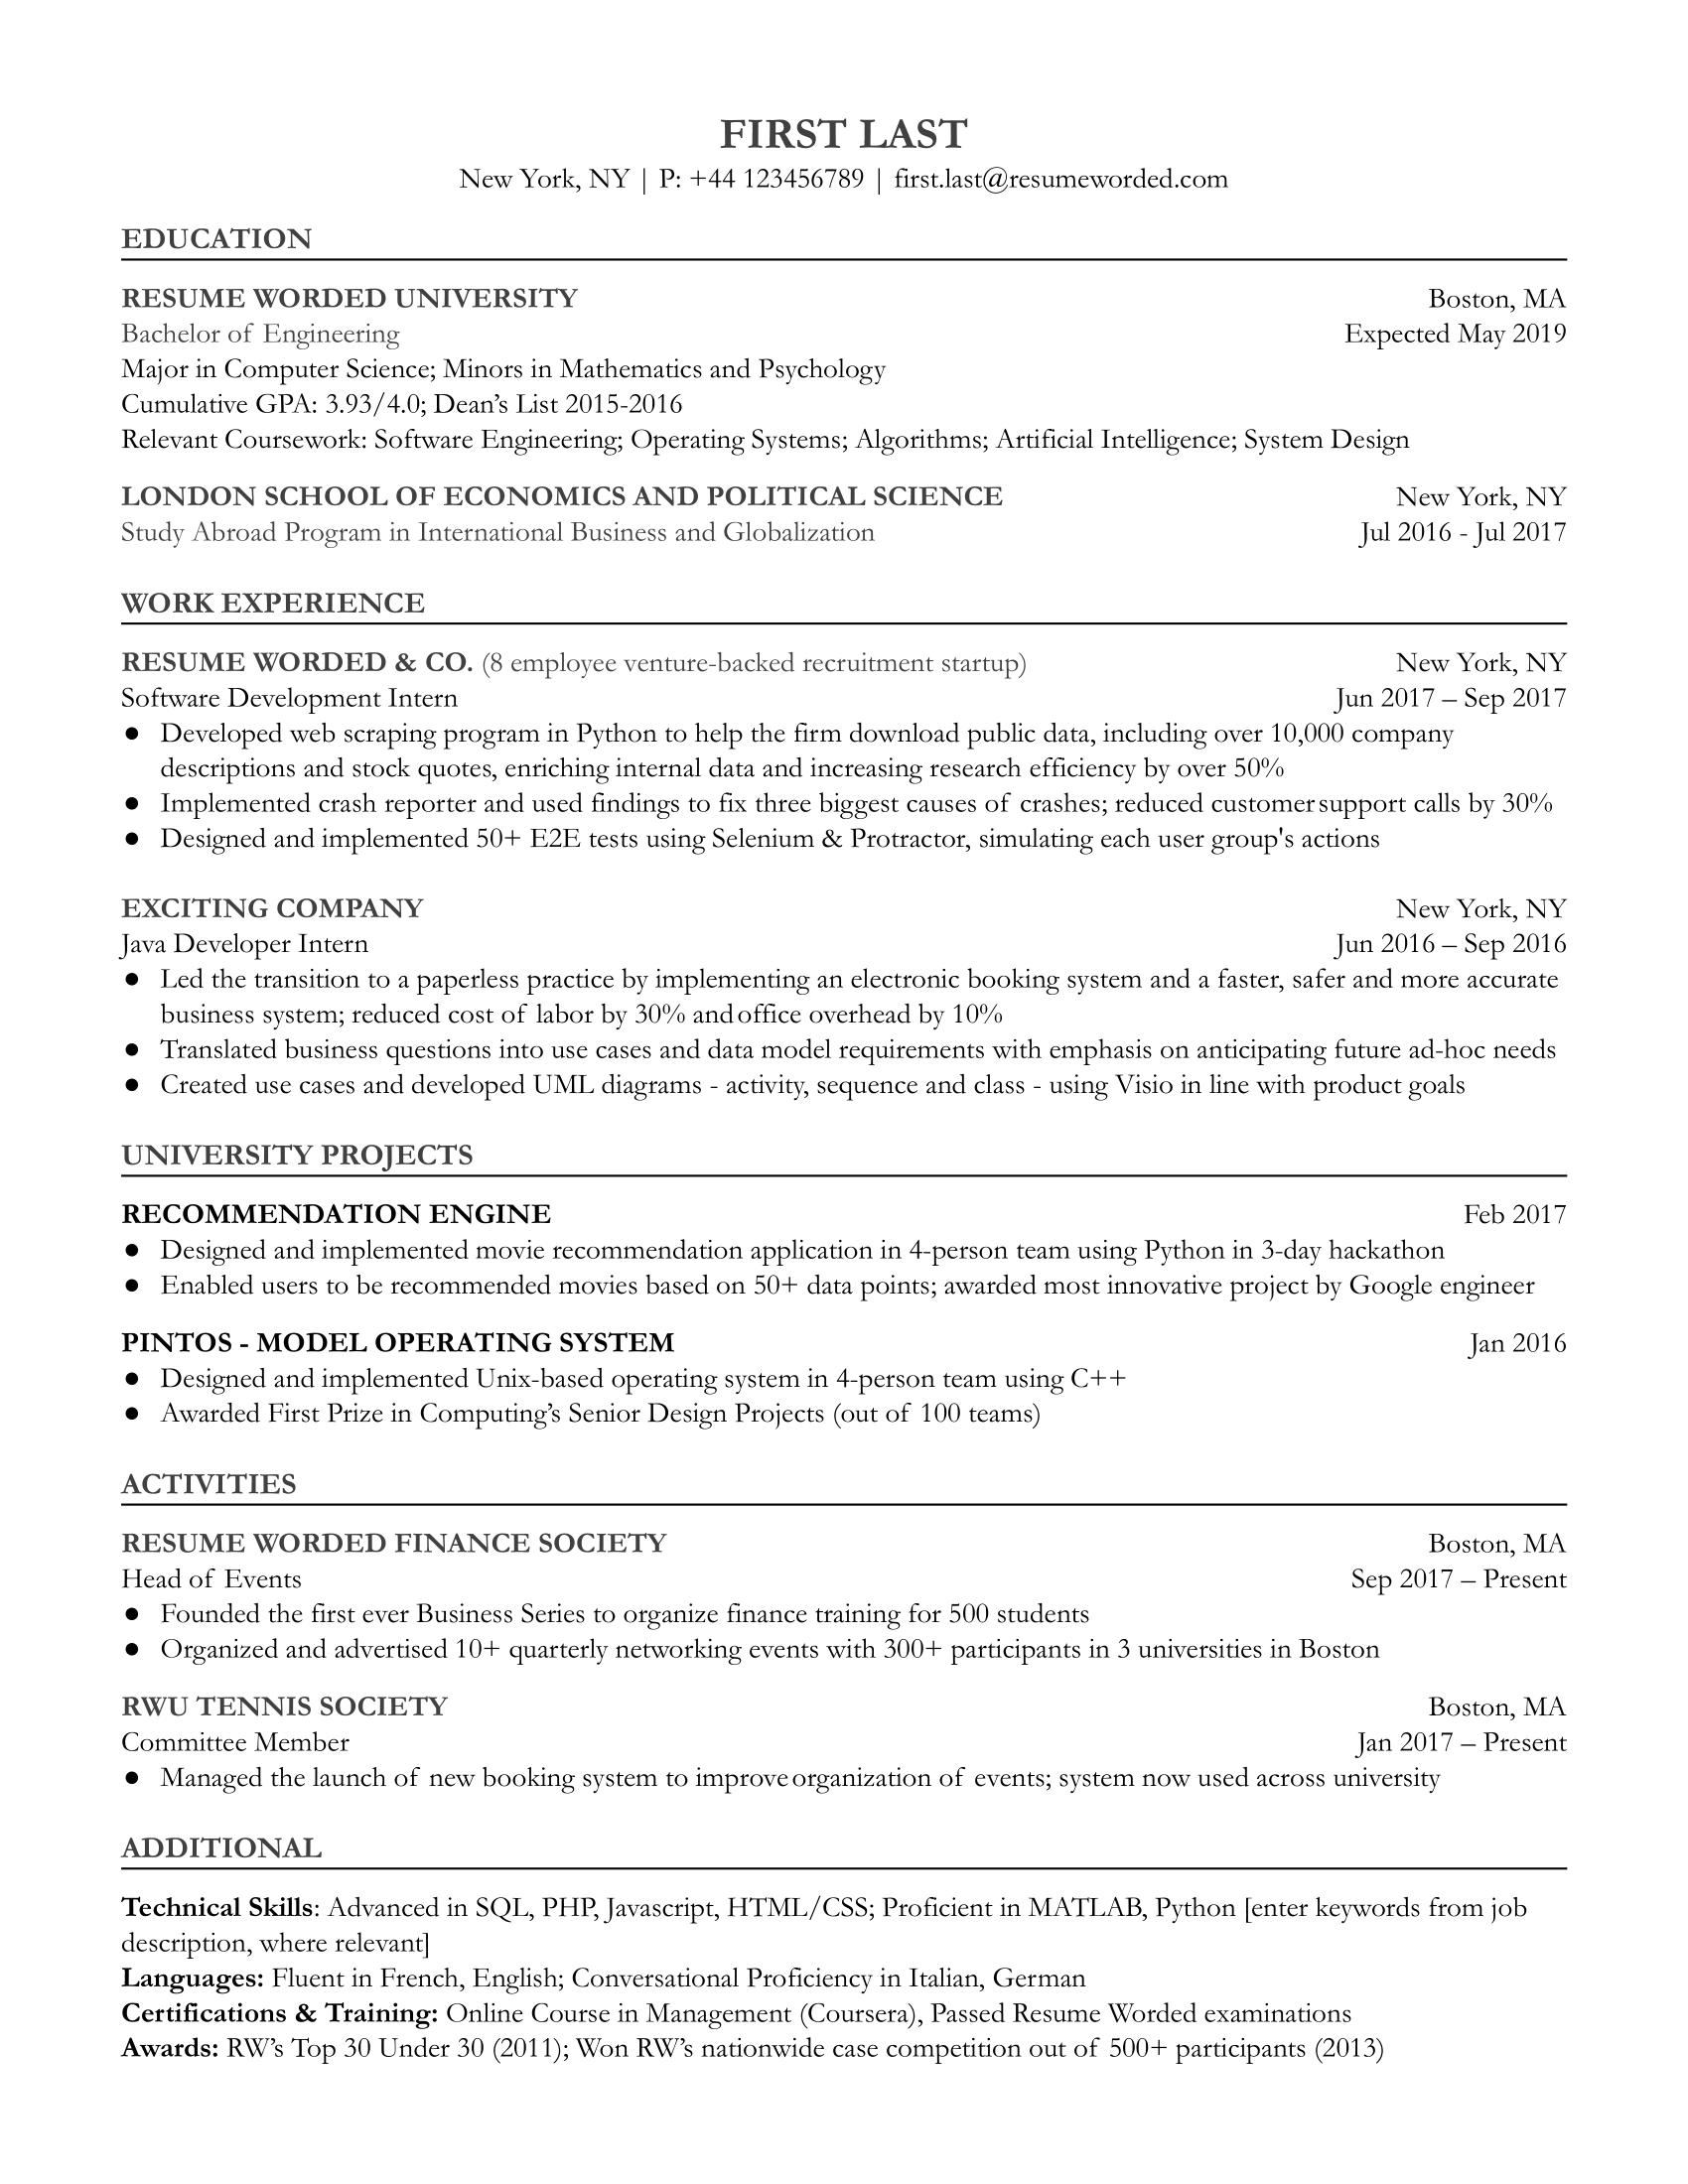 FIRST LAST
New York, NY | P: +44 123456789 | first.last@resumeworded.com
EDUCATION
RESUME WORDED UNIVERSITY Boston, MA
Bachelor of Engineering Expected May 2019
Major in Computer Science; Minors in Mathematics and Psychology
Cumulative GPA: 3.93/4.0; Dean’s List 2015-2016
Relevant Coursework: Software Engineering; Operating Systems; Algorithms; Artificial Intelligence; System Design
LONDON SCHOOL OF ECONOMICS AND POLITICAL SCIENCE New York, NY
Study Abroad Program in International Business and Globalization Jul 2016 - Jul 2017
WORK EXPERIENCE
RESUME WORDED & CO. (8 employee venture-backed recruitment startup) New York, NY
Software Development Intern Jun 2017 – Sep 2017
● Developed web scraping program in Python to help the firm download public data, including over 10,000 company
descriptions and stock quotes, enriching internal data and increasing research efficiency by over 50%
● Implemented crash reporter and used findings to fix three biggest causes of crashes; reduced customer support calls by 30%
● Designed and implemented 50+ E2E tests using Selenium & Protractor, simulating each user group's actions
EXCITING COMPANY New York, NY
Java Developer Intern Jun 2016 – Sep 2016
● Led the transition to a paperless practice by implementing an electronic booking system and a faster, safer and more accurate
business system; reduced cost of labor by 30% and office overhead by 10%
● Translated business questions into use cases and data model requirements with emphasis on anticipating future ad-hoc needs
● Created use cases and developed UML diagrams - activity, sequence and class - using Visio in line with product goals
UNIVERSITY PROJECTS
RECOMMENDATION ENGINE Feb 2017
● Designed and implemented movie recommendation application in 4-person team using Python in 3-day hackathon
● Enabled users to be recommended movies based on 50+ data points; awarded most innovative project by Google engineer
PINTOS - MODEL OPERATING SYSTEM Jan 2016
● Designed and implemented Unix-based operating system in 4-person team using C++
● Awarded First Prize in Computing’s Senior Design Projects (out of 100 teams)
ACTIVITIES
RESUME WORDED FINANCE SOCIETY Boston, MA
Head of Events Sep 2017 – Present
● Founded the first ever Business Series to organize finance training for 500 students
● Organized and advertised 10+ quarterly networking events with 300+ participants in 3 universities in Boston
RWU TENNIS SOCIETY Boston, MA
Committee Member Jan 2017 – Present
● Managed the launch of new booking system to improve organization of events; system now used across university
ADDITIONAL
Technical Skills: Advanced in SQL, PHP, Javascript, HTML/CSS; Proficient in MATLAB, Python [enter keywords from job
description, where relevant]
Languages: Fluent in French, English; Conversational Proficiency in Italian, German
Certifications & Training: Online Course in Management (Coursera), Passed Resume Worded examinations
Awards: RW’s Top 30 Under 30 (2011); Won RW’s nationwide case competition out of 500+ participants (2013)